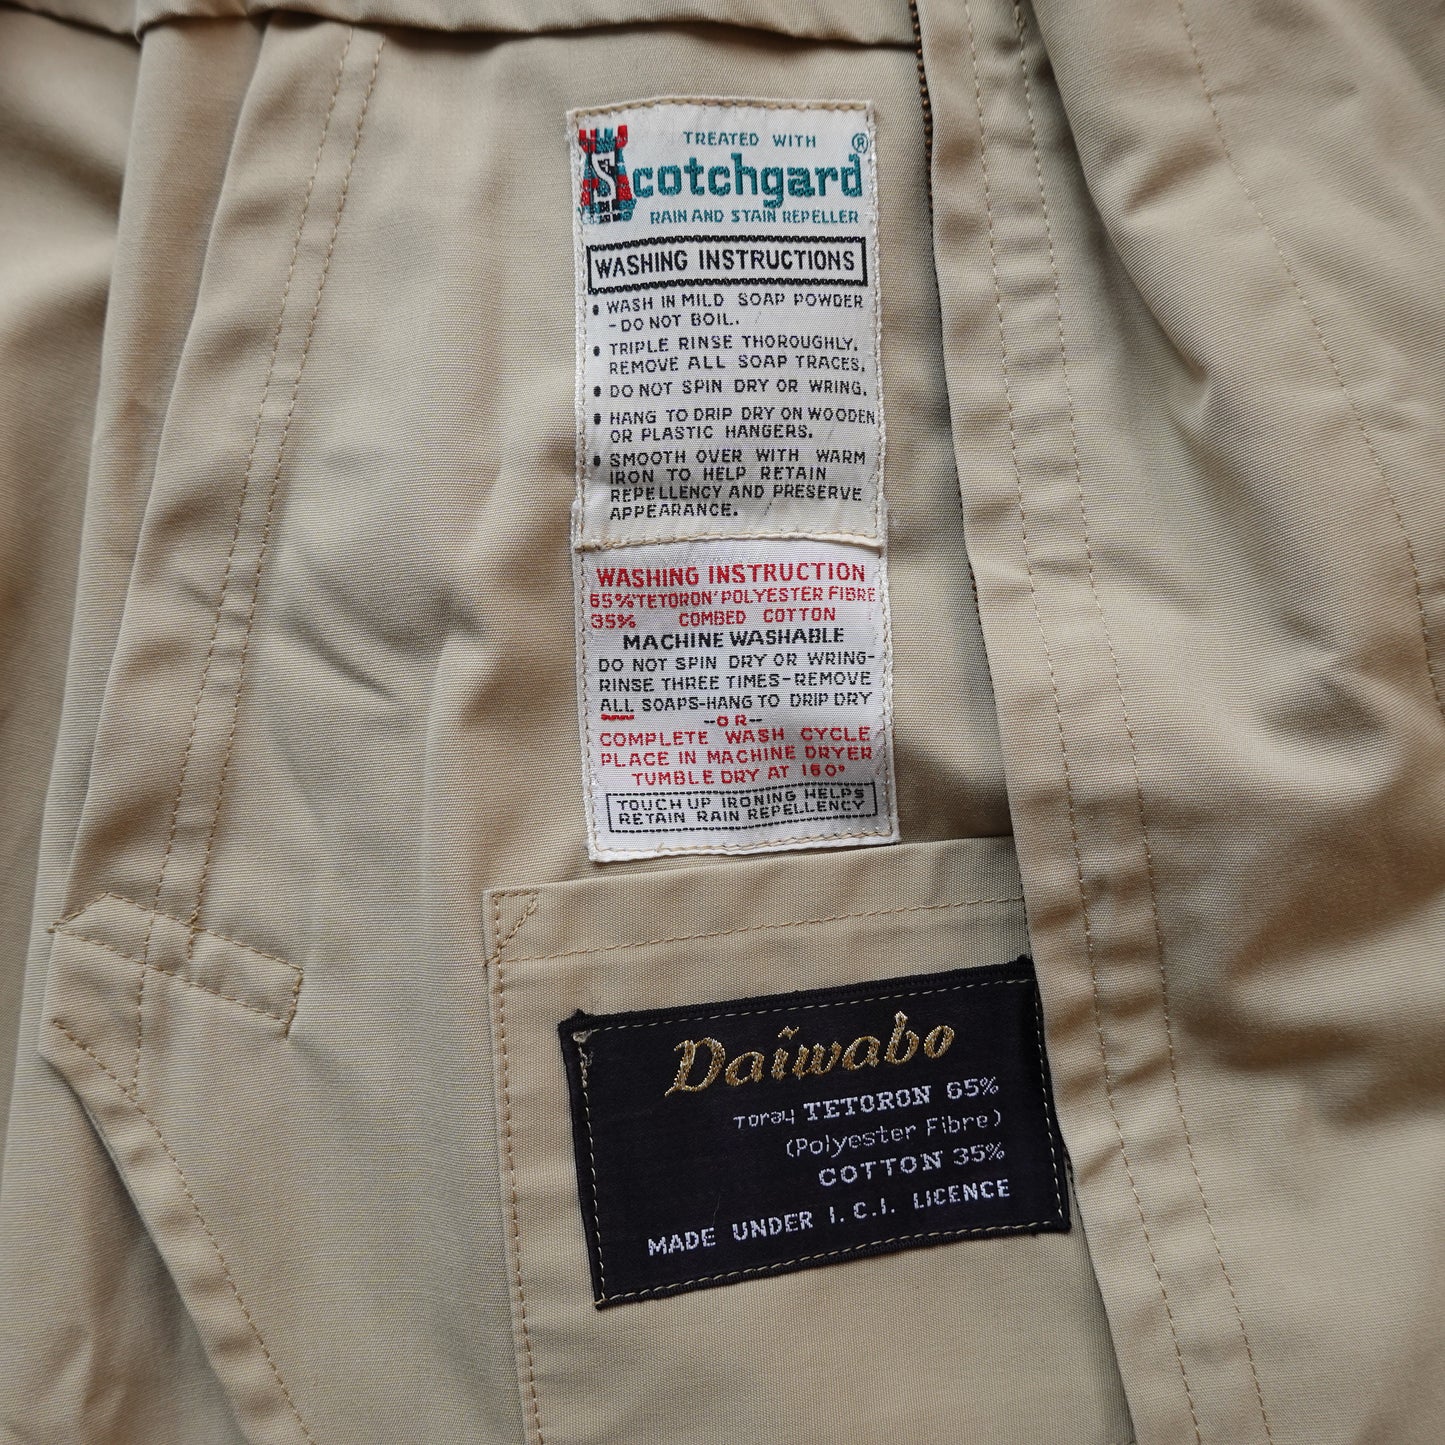 TREATED WITH
Scotchgard®
RAIN AND STAIN REPELLER
WASHING INSTRUCTIONS
• WASH IN MILD SOAP POWDER
- DO NOT BOIL.
• TRIPLE RINSE THOROUGHLY.
REMOVE ALL SOAP TRACES.
• DO NOT SPIN DRY OR WRING.
• HANG TO DRIP DRY ON WOODEN
OR PLASTIC HANGERS.
• SMOOTH OVER WITH WARM
IRON TO HELP RETAIN
REPELLENCY AND PRESERVE
APPEARANCE.
WASHING INSTRUCTION
65% 'TETORON' POLYESTER FIBRE
35% COMBED COTTON
MACHINE WASHABLE
DO NOT SPIN DRY OR WRING-
RINSE THREE TIMES-REMOVE
ALL SOAPS-HANG TO DRIP DRY
--OR--
COMPLETE WASH CYCLE
PLACE IN MACHINE DRYER
TUMBLE DRY AT 160°
TOUCH UP IRONING HELPS
RETAIN RAIN REPELLENCY
Daiwabo
Toray TETORON 65%
(Polyester Fibre)
COTTON 35%
MADE UNDER I.C.I. LICENCE